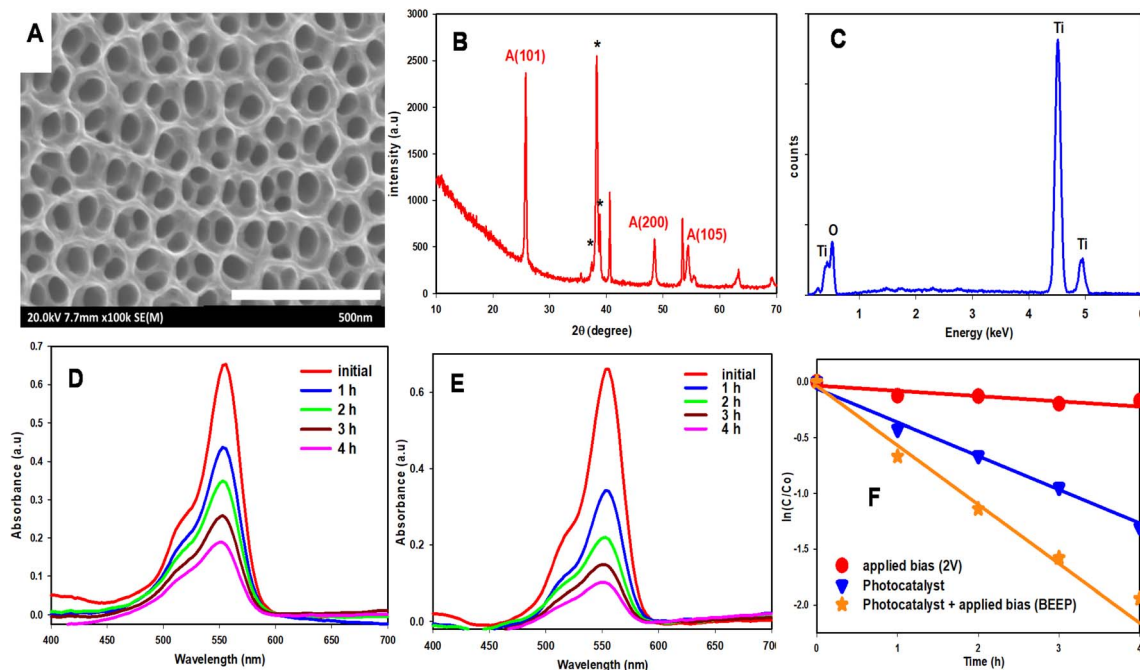 A
20.0kV 7.7mm x100k SE(M)
500nm
B
3000
2500
2000
1500
1000
500
0
intensity (a.u)
A(101)
*
*
*
A(200)
A(105)
10
20
30
40
50
60
70
2θ (degree)
C
counts
Ti
O
Ti
Ti
1
2
3
4
5
6
Energy (keV)
D
0.7
0.6
0.5
0.4
0.3
0.2
0.1
0.0
Absorbance (a.u)
initial
1 h
2 h
3 h
4 h
400
450
500
550
600
650
700
Wavelength (nm)
E
0.8
0.6
0.4
0.2
0.0
Absorbance (a.u)
initial
1 h
2 h
3 h
4 h
400
450
500
550
600
650
700
Wavelength (nm)
F
0.0
-0.5
-1.0
-1.5
-2.0
ln(C/Co)
applied bias (2V)
Photocatalyst
Photocatalyst + applied bias (BEEP)
0
1
2
3
4
Time (h)